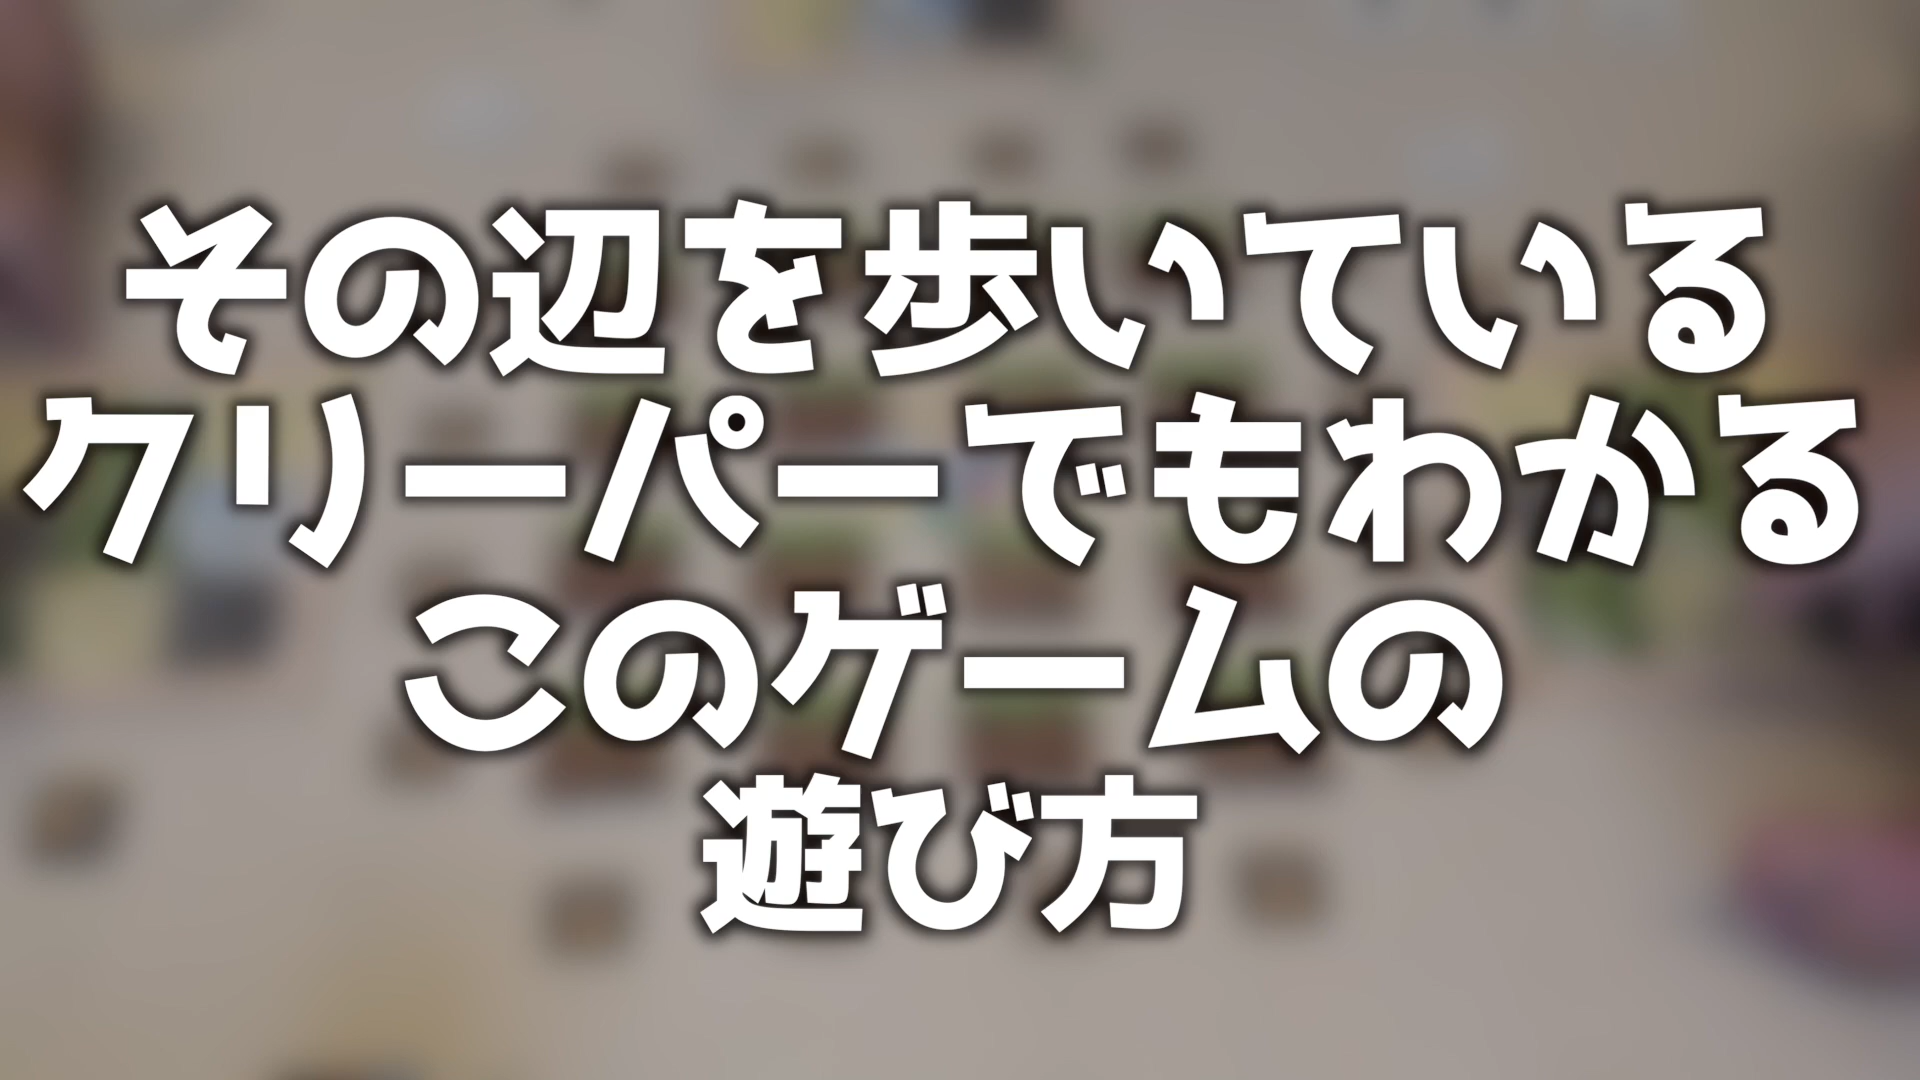 その辺を歩いている
クリーパーでもわかる
このゲームの
遊び方